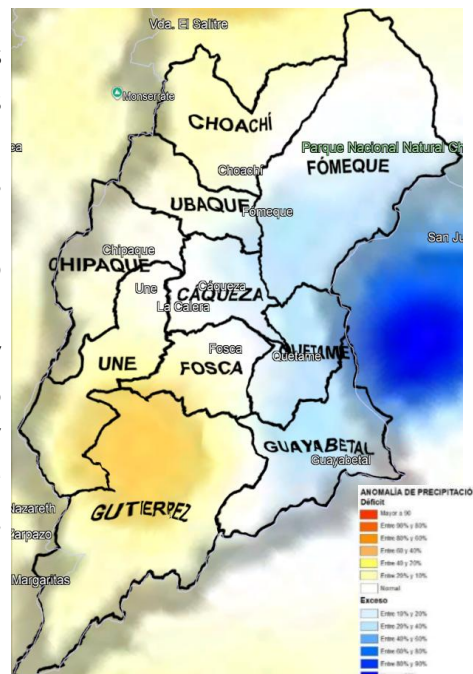 Vda. El Salitre
Monserrate
CHOACHÍ
Choachí
Parque Nacional Natural Ch
FÓMEQUE
UBAQUE
Fómeque
San Ju
Chipaque
CHIPAQUE
Une
Cáqueza
CÁQUEZA
La Calera
UNE
Fosca
FOSCA
QUETAME
Quetame
GUAYABETAL
Guayabetal
GUTIERREZ
Nazareth
Margaritas
ANOMALÍA DE PRECIPITACIÓ
Déficit
Mayor a 90
Entre 90% y 80%
Entre 80% y 60%
Entre 60 y 40%
Entre 40 y 20%
Entre 20% y 10%
Normal
Exceso
Entre 10% y 20%
Entre 20% y 40%
Entre 40% y 60%
Entre 60% y 80%
Entre 80% y 90%